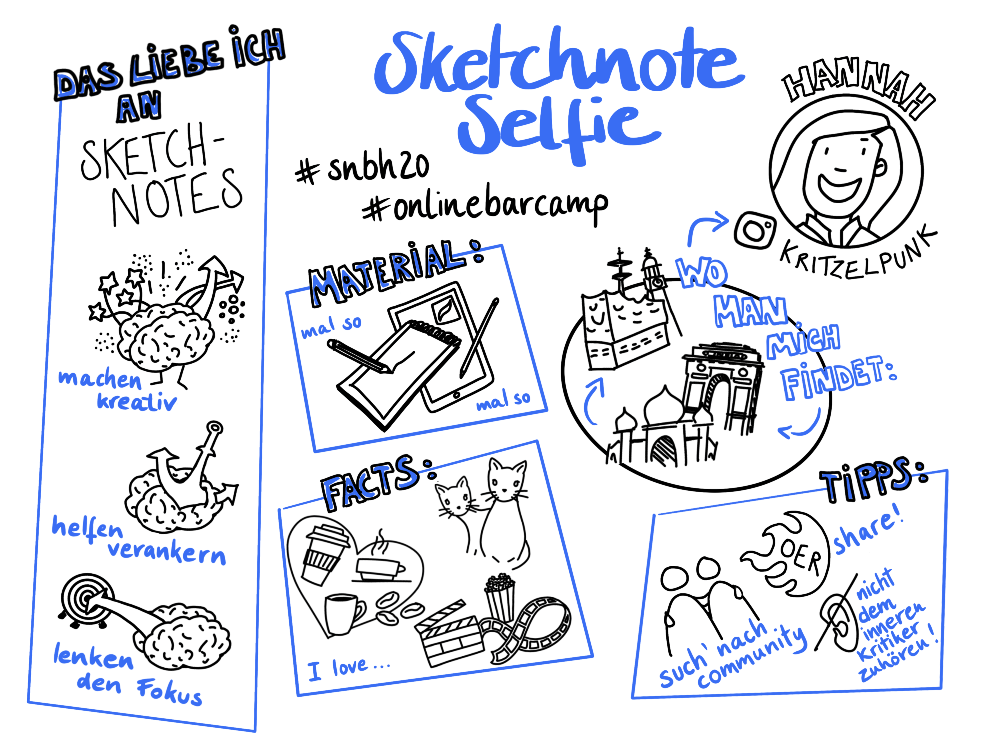 DAS LIEBE ICH
AN
SKETCH-
NOTES
machen
kreativ
helfen
verankern
lenken
den Fokus
Sketchnote
Selfie
#snbh20
#onlinebarcamp
HANNAH
KRITZELPUNK
MATERIAL:
mal so
mal so
WO
MAN
MICH
FINDET:
FACTS:
I love...
TIPPS:
OER
share!
such' nach
community
nicht
dem
inneren
Kritiker
zuhören!